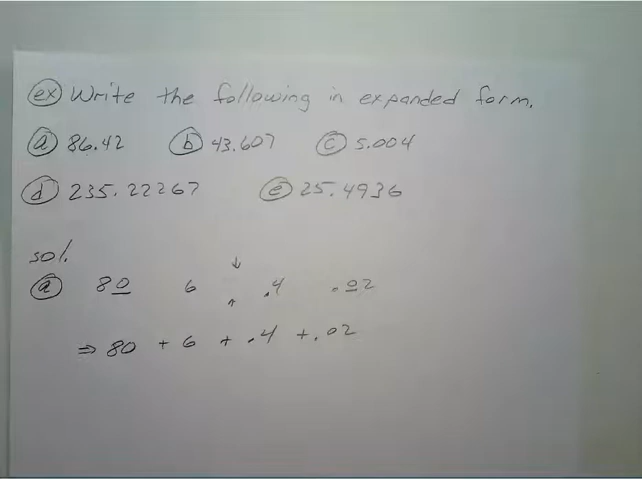 ex Write the following in expanded form.
a 86.42 b 43.607 c 5.004
d 235.22267 e 25.4936
sol.
a 80 6 ↓ ↑ .4 .02
⇒ 80 + 6 + .4 + .02